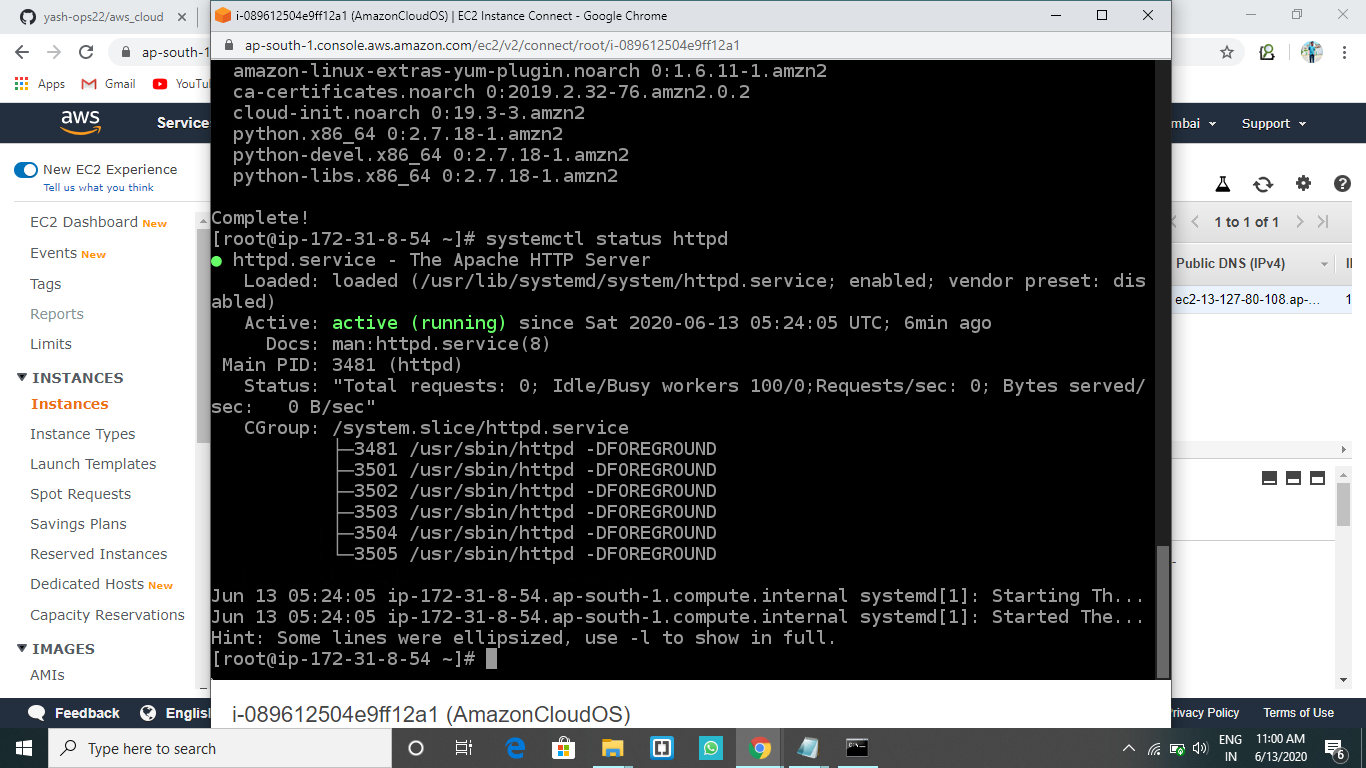 yash-ops22/aws_cloud
i-089612504e9ff12a1 (AmazonCloudOS) | EC2 Instance Connect - Google Chrome
ap-south-1
ap-south-1.console.aws.amazon.com/ec2/v2/connect/root/i-089612504e9ff12a1
Apps
Gmail
YouTu
aws
Service
mbai
Support
New EC2 Experience
Tell us what you think
EC2 Dashboard New
Events New
Tags
Reports
Limits
INSTANCES
Instances
Instance Types
Launch Templates
Spot Requests
Savings Plans
Reserved Instances
Dedicated Hosts New
Capacity Reservations
IMAGES
AMIs
amazon-linux-extras-yum-plugin.noarch 0:1.6.11-1.amzn2
ca-certificates.noarch 0:2019.2.32-76.amzn2.0.2
cloud-init.noarch 0:19.3-3.amzn2
python.x86_64 0:2.7.18-1.amzn2
python-devel.x86_64 0:2.7.18-1.amzn2
python-libs.x86_64 0:2.7.18-1.amzn2
Complete!
[root@ip-172-31-8-54 ~]# systemctl status httpd
● httpd.service - The Apache HTTP Server
Loaded: loaded (/usr/lib/systemd/system/httpd.service; enabled; vendor preset: dis
abled)
Active: active (running) since Sat 2020-06-13 05:24:05 UTC; 6min ago
Docs: man:httpd.service(8)
Main PID: 3481 (httpd)
Status: "Total requests: 0; Idle/Busy workers 100/0;Requests/sec: 0; Bytes served/
sec:   0 B/sec"
CGroup: /system.slice/httpd.service
├─3481 /usr/sbin/httpd -DFOREGROUND
├─3501 /usr/sbin/httpd -DFOREGROUND
├─3502 /usr/sbin/httpd -DFOREGROUND
├─3503 /usr/sbin/httpd -DFOREGROUND
├─3504 /usr/sbin/httpd -DFOREGROUND
└─3505 /usr/sbin/httpd -DFOREGROUND
Jun 13 05:24:05 ip-172-31-8-54.ap-south-1.compute.internal systemd[1]: Starting Th...
Jun 13 05:24:05 ip-172-31-8-54.ap-south-1.compute.internal systemd[1]: Started The...
Hint: Some lines were ellipsized, use -l to show in full.
[root@ip-172-31-8-54 ~]#
1 to 1 of 1
Public DNS (IPv4)
ec2-13-127-80-108.ap-...
1
i-089612504e9ff12a1 (AmazonCloudOS)
Feedback
Englis
rivacy Policy
Terms of Use
Type here to search
ENG
IN
11:00 AM
6/13/2020
6